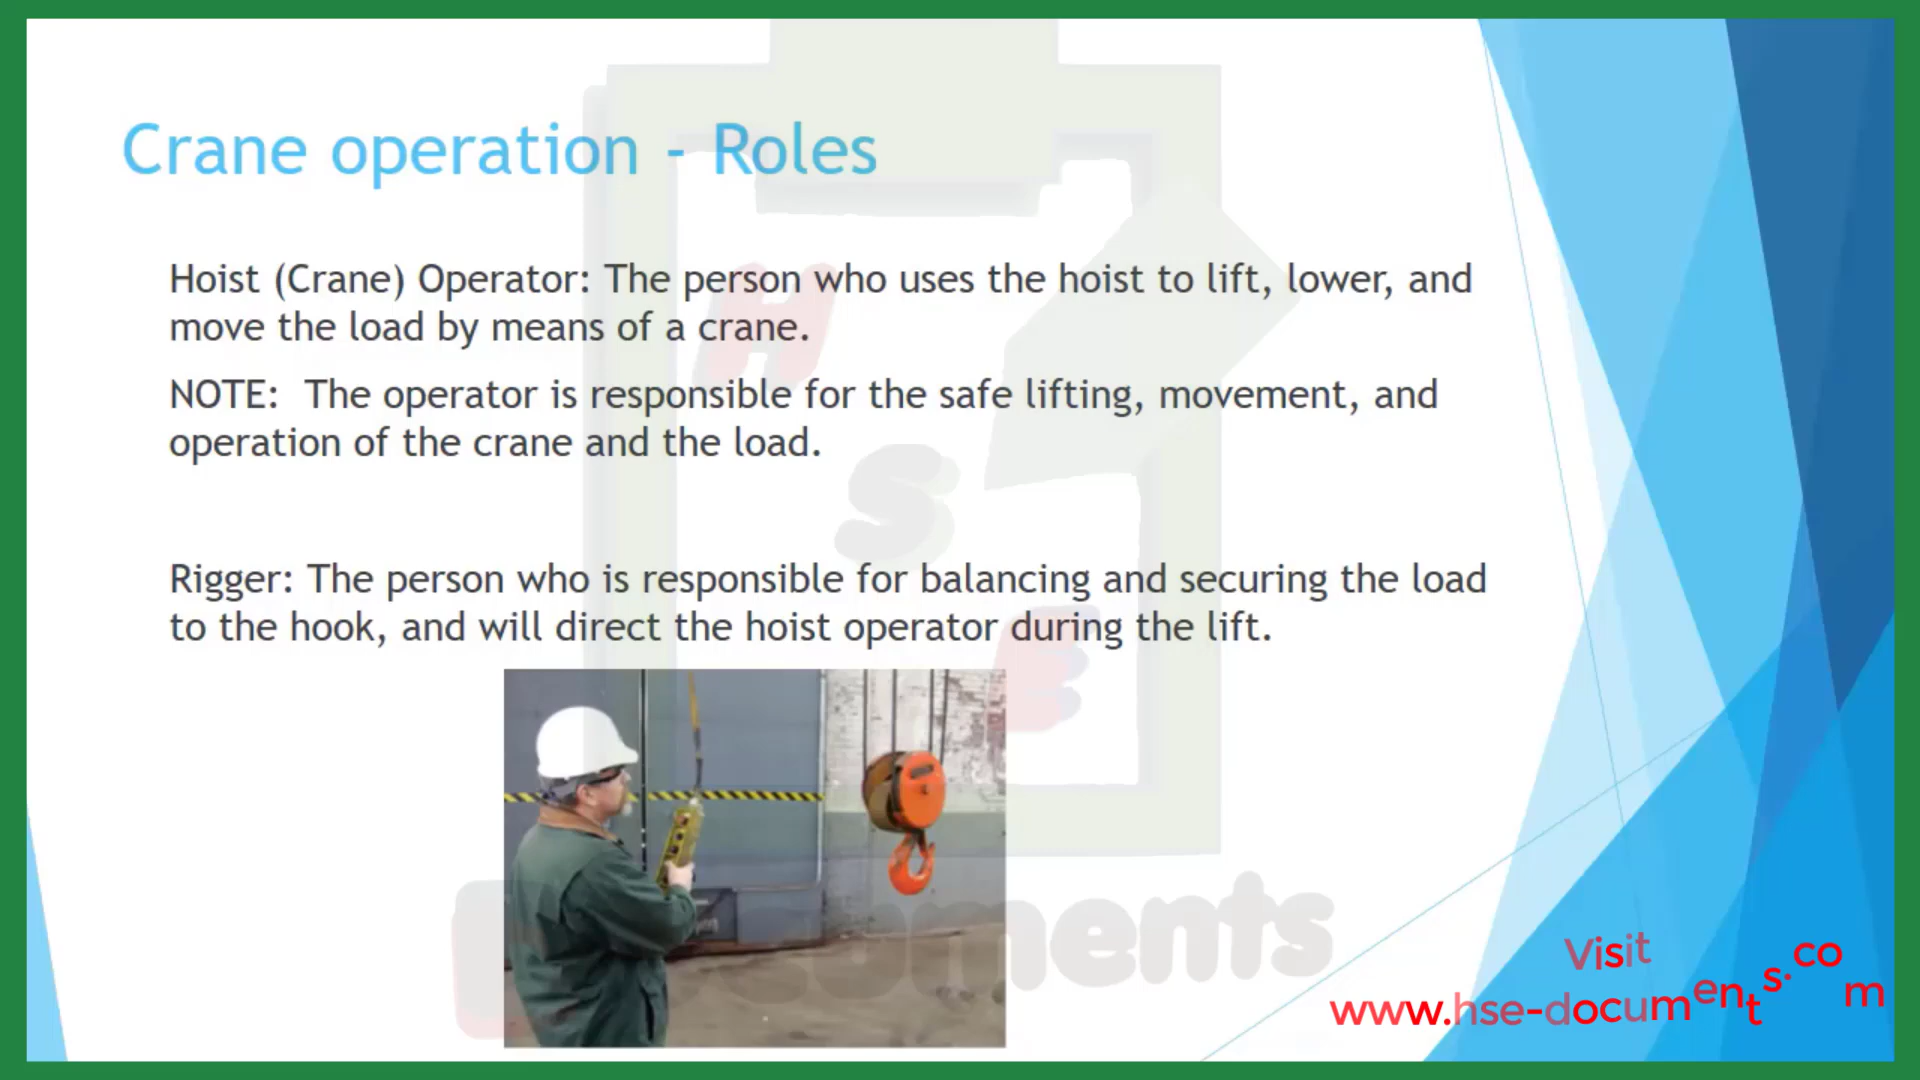 Crane operation - Roles
Hoist (Crane) Operator: The person who uses the hoist to lift, lower, and
move the load by means of a crane.
NOTE: The operator is responsible for the safe lifting, movement, and
operation of the crane and the load.
Rigger: The person who is responsible for balancing and securing the load
to the hook, and will direct the hoist operator during the lift.
H
S
E
Documents
Visit
www.hse-documents.com